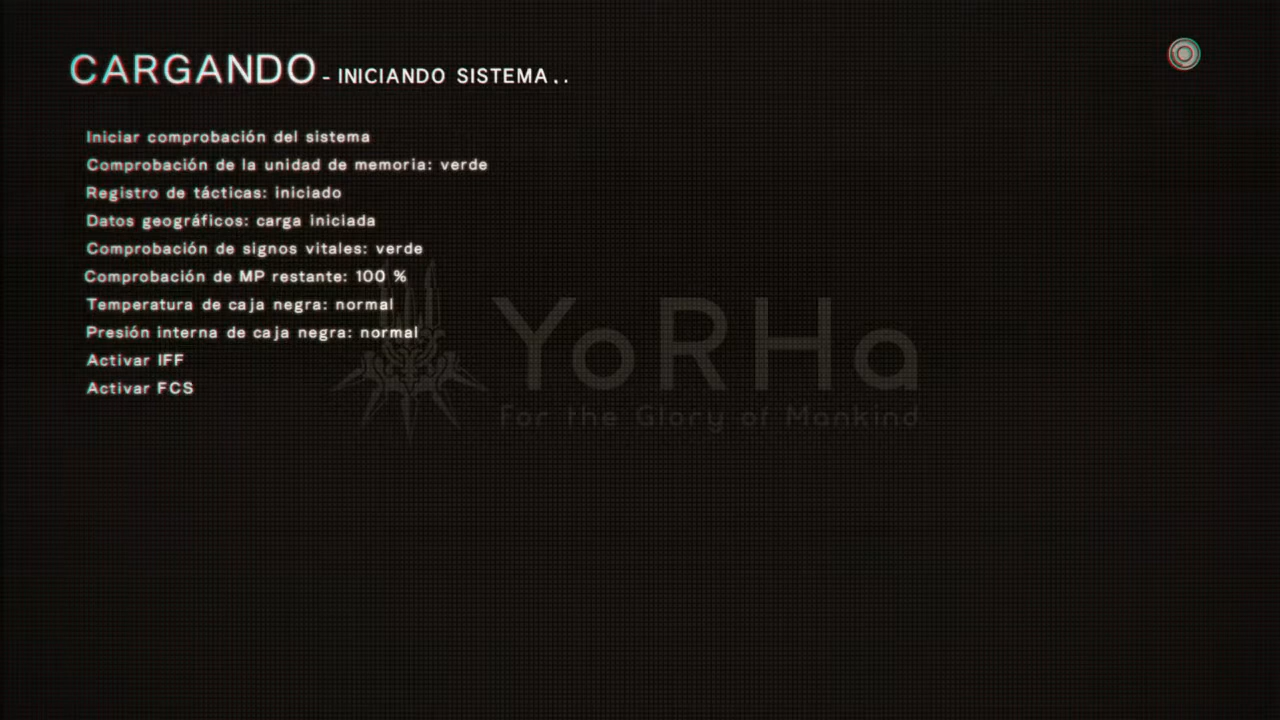 CARGANDO - INICIANDO SISTEMA..
Iniciar comprobación del sistema
Comprobación de la unidad de memoria: verde
Registro de tácticas: iniciado
Datos geográficos: carga iniciada
Comprobación de signos vitales: verde
Comprobación de MP restante: 100 %
Temperatura de caja negra: normal
Presión interna de caja negra: normal
Activar IFF
Activar FCS
YoRHa
For the Glory of Mankind